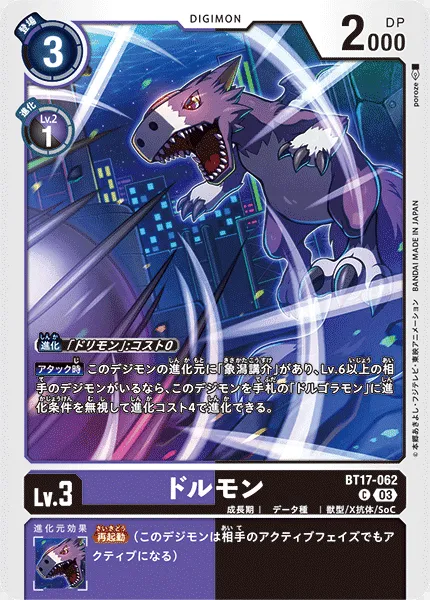 DIGIMON
登場
3
2000
DP
進化
Lv.2
1
poroze
©本郷あきよし・フジテレビ・東映アニメーション BANDAI MADE IN JAPAN
進化 「ドリモン」:コスト0
アタック時 このデジモンの進化元に「象潟講介」があり、Lv.6以上の相
手のデジモンがいるなら、このデジモンを手札の「ドルゴラモン」に進
化条件を無視して進化コスト4で進化できる。
Lv.3
ドルモン
BT17-062
C 03
成長期 | データ種 | 獣型/X抗体/SoC
進化元効果
再起動 (このデジモンは相手のアクティブフェイズでもア
クティブになる)